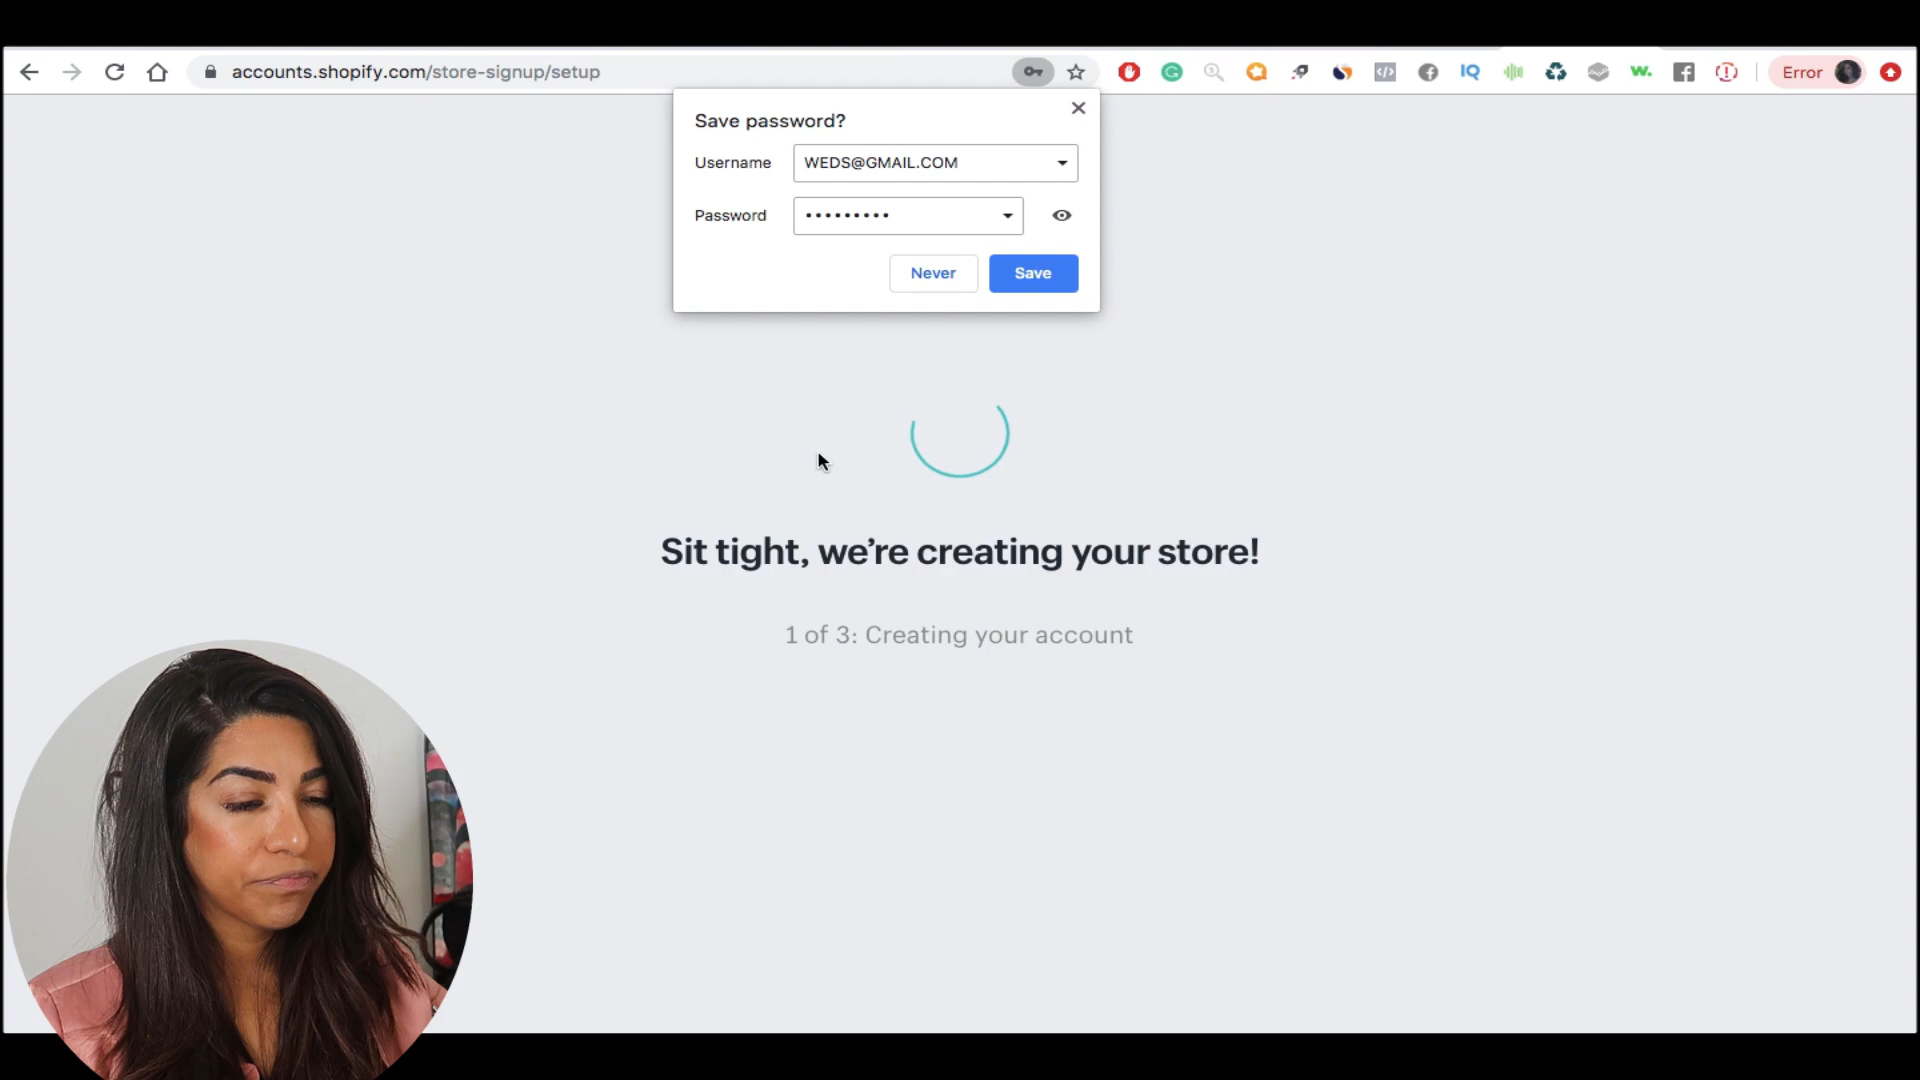 accounts.shopify.com/store-signup/setup
IQ
w.
Error
Save password?
Username
WEDS@GMAIL.COM
Password
•••••••••
Never
Save
Sit tight, we’re creating your store!
1 of 3: Creating your account